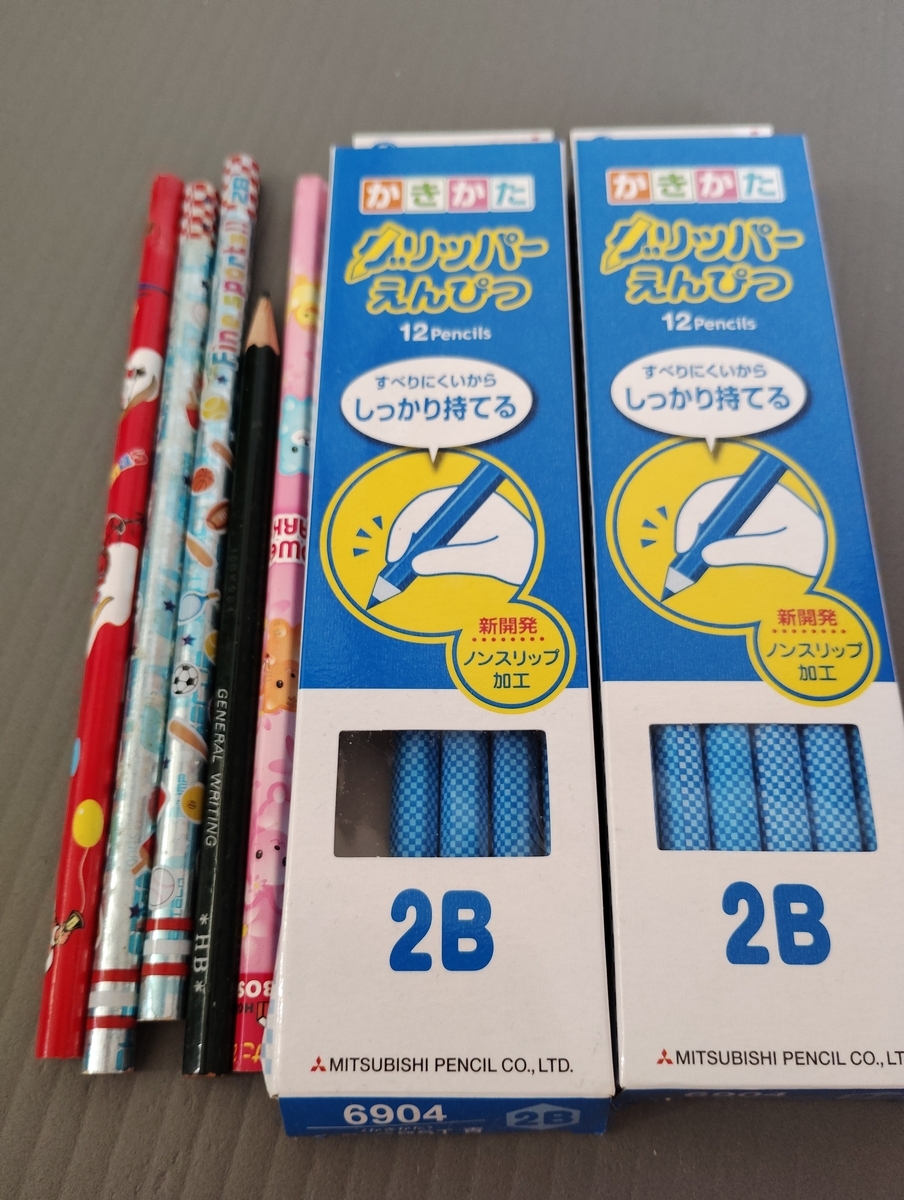 2B
Fine sports
GENERAL WRITING
* HB *
かきかた
グリッパー
えんぴつ
12 Pencils
すべりにくいから
しっかり持てる
新開発
ノンスリップ
加工
2B
MITSUBISHI PENCIL CO., LTD.
6904
2B
かきかた
グリッパー
えんぴつ
12 Pencils
すべりにくいから
しっかり持てる
新開発
ノンスリップ
加工
2B
MITSUBISHI PENCIL CO., LT